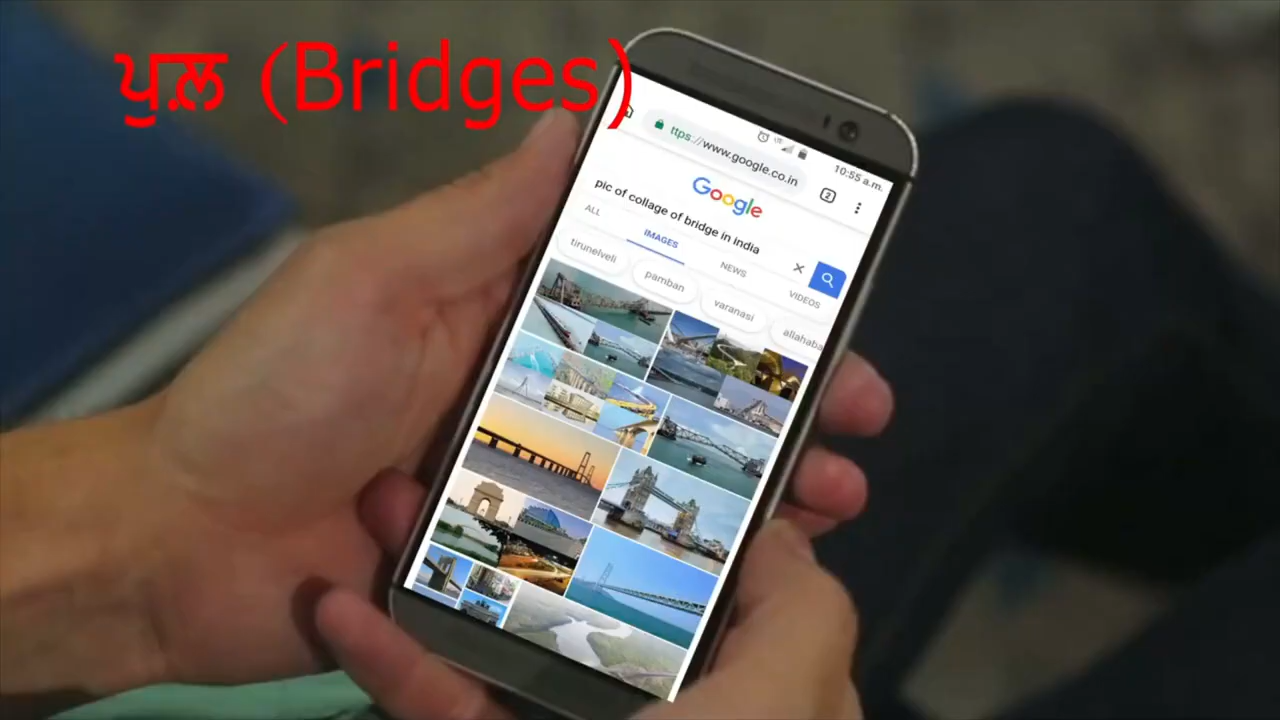 ਪੁਲ਼ (Bridges)
10:55 a.m.
ttps://www.google.co.in
2
Google
pic of collage of bridge in India
ALL
IMAGES
NEWS
VIDEOS
tirunelveli
pamban
varanasi
allahaba